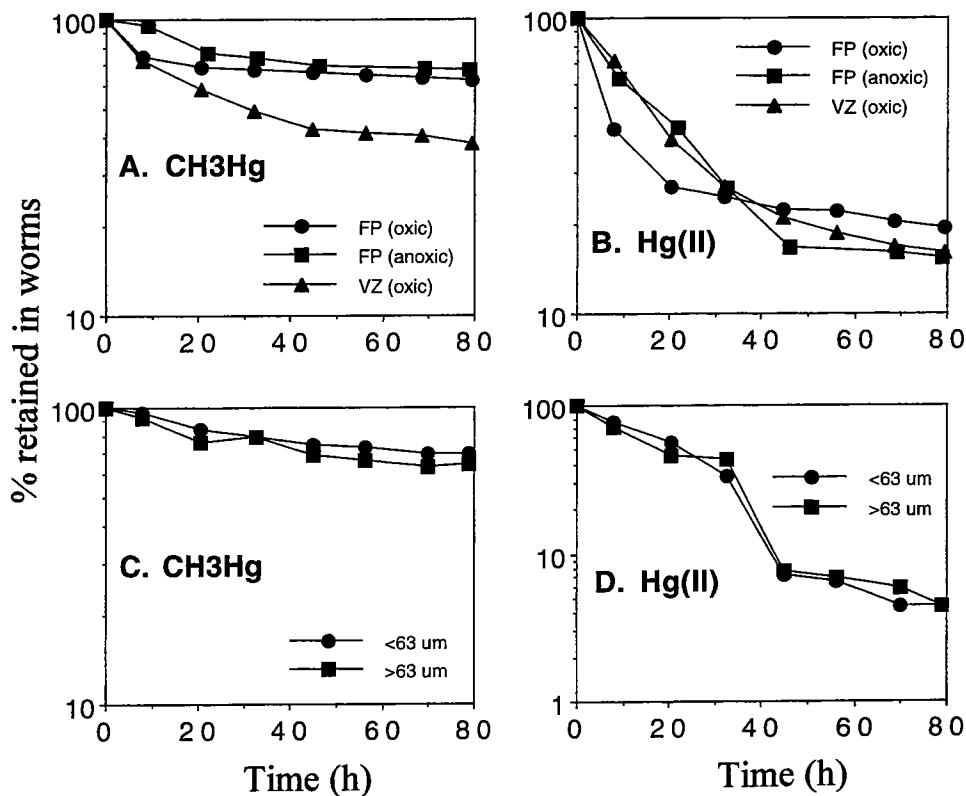 % retained in worms
100
10
0
20
40
60
80
A. CH3Hg
FP (oxic)
FP (anoxic)
VZ (oxic)
100
10
0
20
40
60
80
B. Hg(II)
FP (oxic)
FP (anoxic)
VZ (oxic)
100
10
0
20
40
60
80
C. CH3Hg
<63 um
>63 um
Time (h)
100
10
1
0
20
40
60
80
D. Hg(II)
<63 um
>63 um
Time (h)